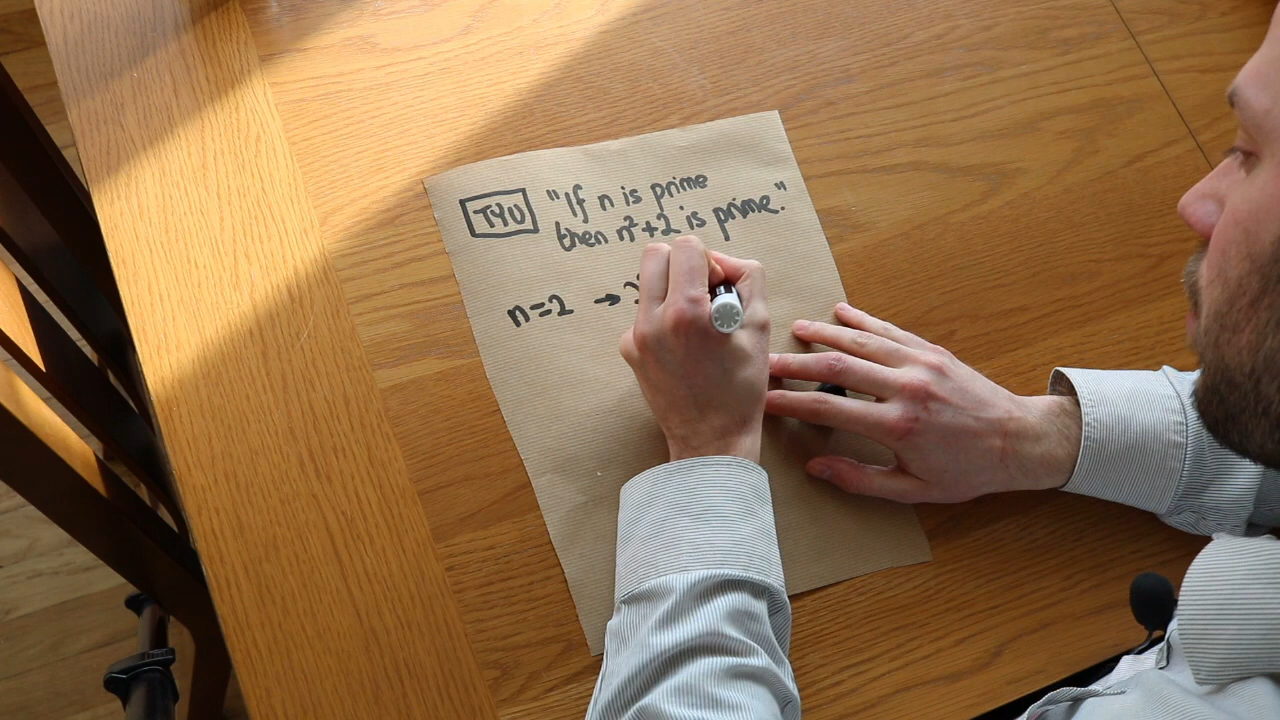 TYU
"If n is prime
then n²+2 is prime."
n=2 →